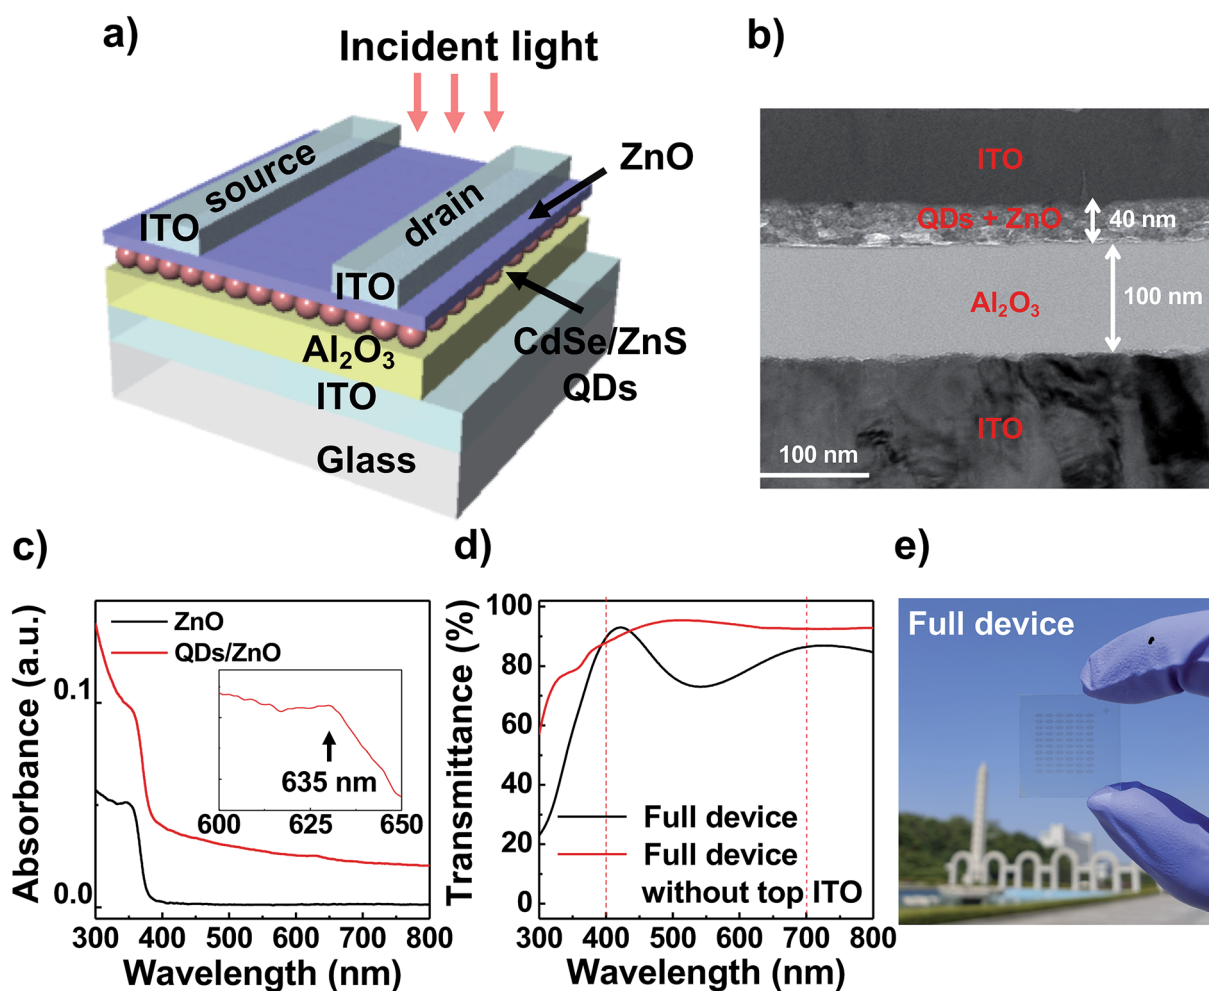 a)
Incident light
source
drain
ITO
ITO
ZnO
Al₂O₃
CdSe/ZnS
QDs
ITO
Glass
b)
ITO
QDs + ZnO
40 nm
Al₂O₃
100 nm
ITO
100 nm
c)
Absorbance (a.u.)
0.1
0.0
ZnO
QDs/ZnO
635 nm
600 625 650
300 400 500 600 700 800
Wavelength (nm)
d)
Transmittance (%)
100
80
60
40
20
0
Full device
Full device
without top ITO
300 400 500 600 700 800
Wavelength (nm)
e)
Full device